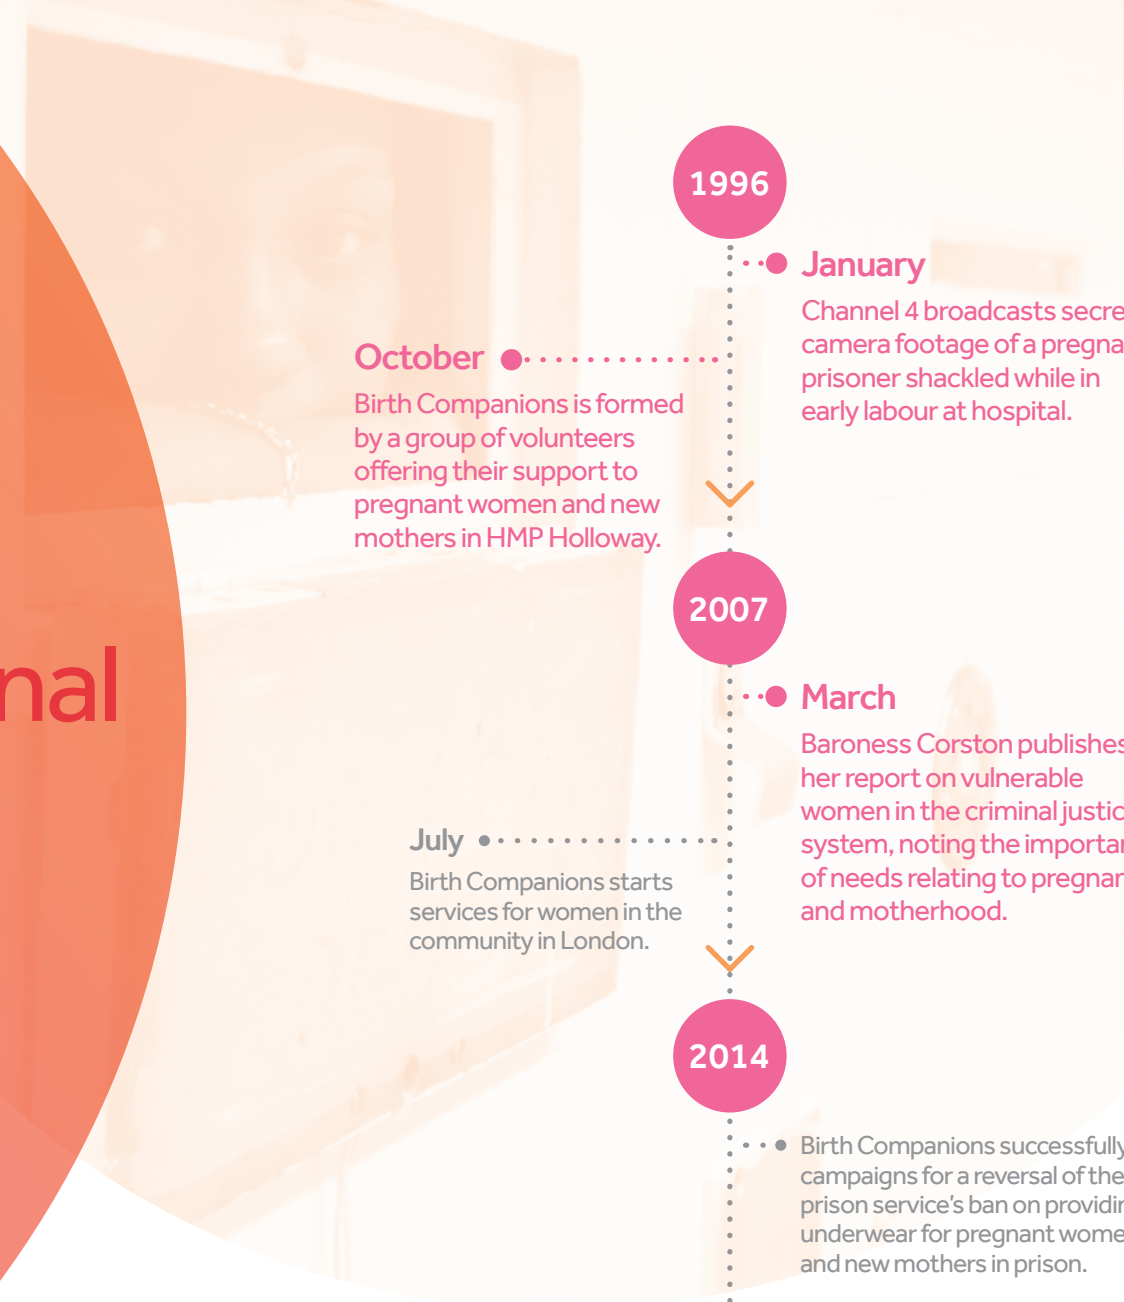 nal
1996
January
Channel 4 broadcasts secre
camera footage of a pregna
prisoner shackled while in
early labour at hospital.
October
Birth Companions is formed
by a group of volunteers
offering their support to
pregnant women and new
mothers in HMP Holloway.
2007
March
Baroness Corston publishes
her report on vulnerable
women in the criminal justic
system, noting the importan
of needs relating to pregnan
and motherhood.
July
Birth Companions starts
services for women in the
community in London.
2014
Birth Companions successfully
campaigns for a reversal of the
prison service's ban on providin
underwear for pregnant wome
and new mothers in prison.